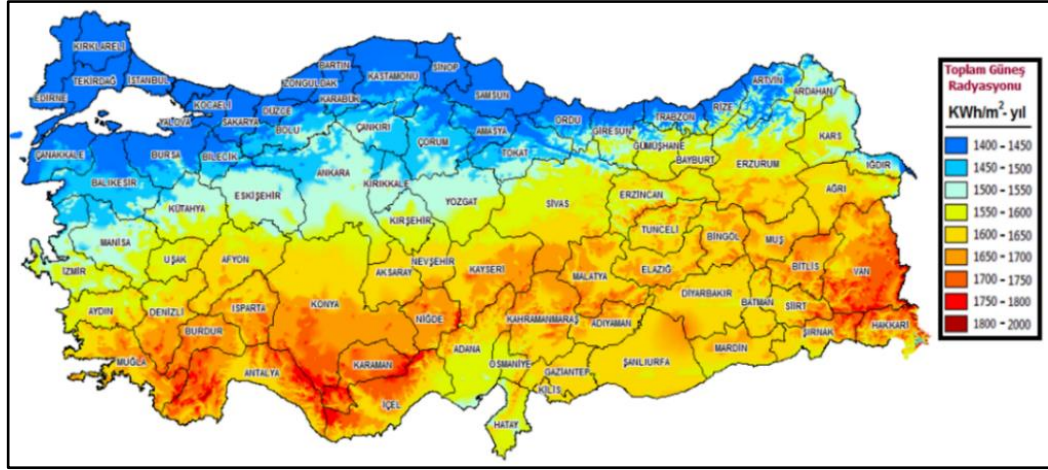 KIRKLARELİ
TEKİRDAĞ
İSTANBUL
EDİRNE
KOCAELİ
YALOVA
SAKARYA
DÜZCE
ZONGULDAK
BARTIN
KARABÜK
KASTAMONU
SİNOP
SAMSUN
ORDU
GİRESUN
TRABZON
RİZE
ARTVİN
ARDAHAN
ÇANAKKALE
BURSA
BİLECİK
BOLU
ÇANKIRI
ÇORUM
AMASYA
TOKAT
GÜMÜŞHANE
BAYBURT
ERZURUM
KARS
IĞDIR
BALIKESİR
KÜTAHYA
ESKİŞEHİR
ANKARA
KIRIKKALE
YOZGAT
SİVAS
ERZİNCAN
AĞRI
MANİSA
UŞAK
AFYON
KIRŞEHİR
NEVŞEHİR
AKSARAY
KAYSERİ
MALATYA
TUNCELİ
ELAZIĞ
BİNGÖL
MUŞ
BİTLİS
VAN
İZMİR
AYDIN
DENİZLİ
ISPARTA
BURDUR
KONYA
NİĞDE
KAHRAMANMARAŞ
ADIYAMAN
DİYARBAKIR
BATMAN
SİİRT
ŞIRNAK
HAKKARİ
MUĞLA
ANTALYA
KARAMAN
İÇEL
ADANA
OSMANİYE
GAZİANTEP
KİLİS
ŞANLIURFA
MARDİN
HATAY
Toplam Güneş
Radyasyonu
KWh/m²- yıl
1400 - 1450
1450 - 1500
1500 - 1550
1550 - 1600
1600 - 1650
1650 - 1700
1700 - 1750
1750 - 1800
1800 - 2000